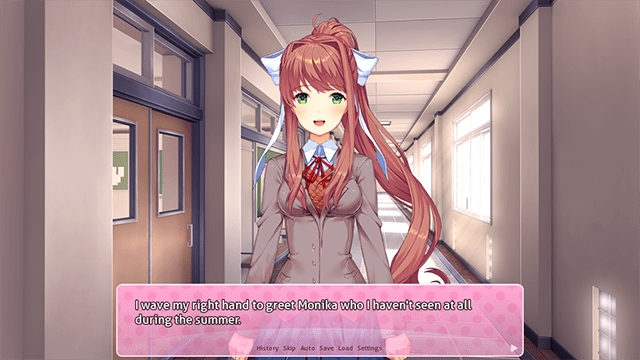 I wave my right hand to greet Monika who I haven't seen at all
during the summer.
History Skip Auto Save Load Settings